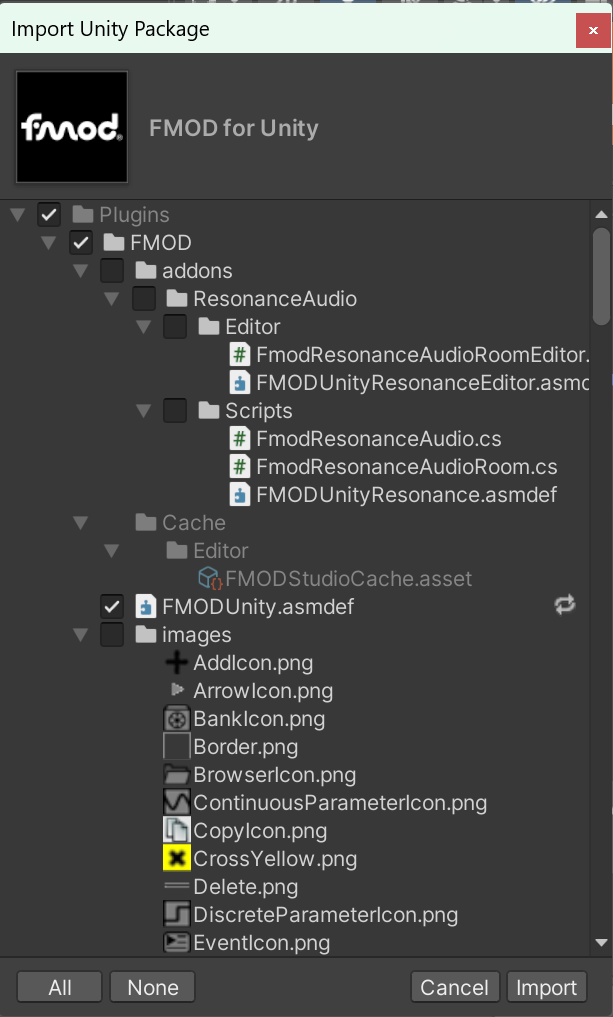 Import Unity Package
fmod
FMOD for Unity
Plugins
FMOD
addons
ResonanceAudio
Editor
FmodResonanceAudioRoomEditor.
FMODUnityResonanceEditor.asmd
Scripts
FmodResonanceAudio.cs
FmodResonanceAudioRoom.cs
FMODUnityResonance.asmdef
Cache
Editor
FMODStudioCache.asset
FMODUnity.asmdef
images
AddIcon.png
ArrowIcon.png
BankIcon.png
Border.png
BrowserIcon.png
ContinuousParameterIcon.png
CopyIcon.png
CrossYellow.png
Delete.png
DiscreteParameterIcon.png
EventIcon.png
All None Cancel Import